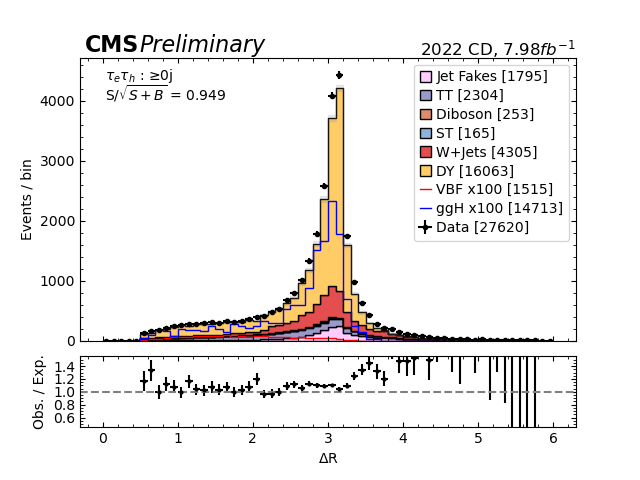 CMS Preliminary
2022 CD, 7.98fb⁻¹
τₑτₕ : ≥0j
S/√S + B = 0.949
Jet Fakes [1795]
TT [2304]
Diboson [253]
ST [165]
W+Jets [4305]
DY [16063]
VBF x100 [1515]
ggH x100 [14713]
Data [27620]
Events / bin
4000
3000
2000
1000
0
Obs. / Exp.
1.4
1.2
1.0
0.8
0.6
0 1 2 3 4 5 6
ΔR